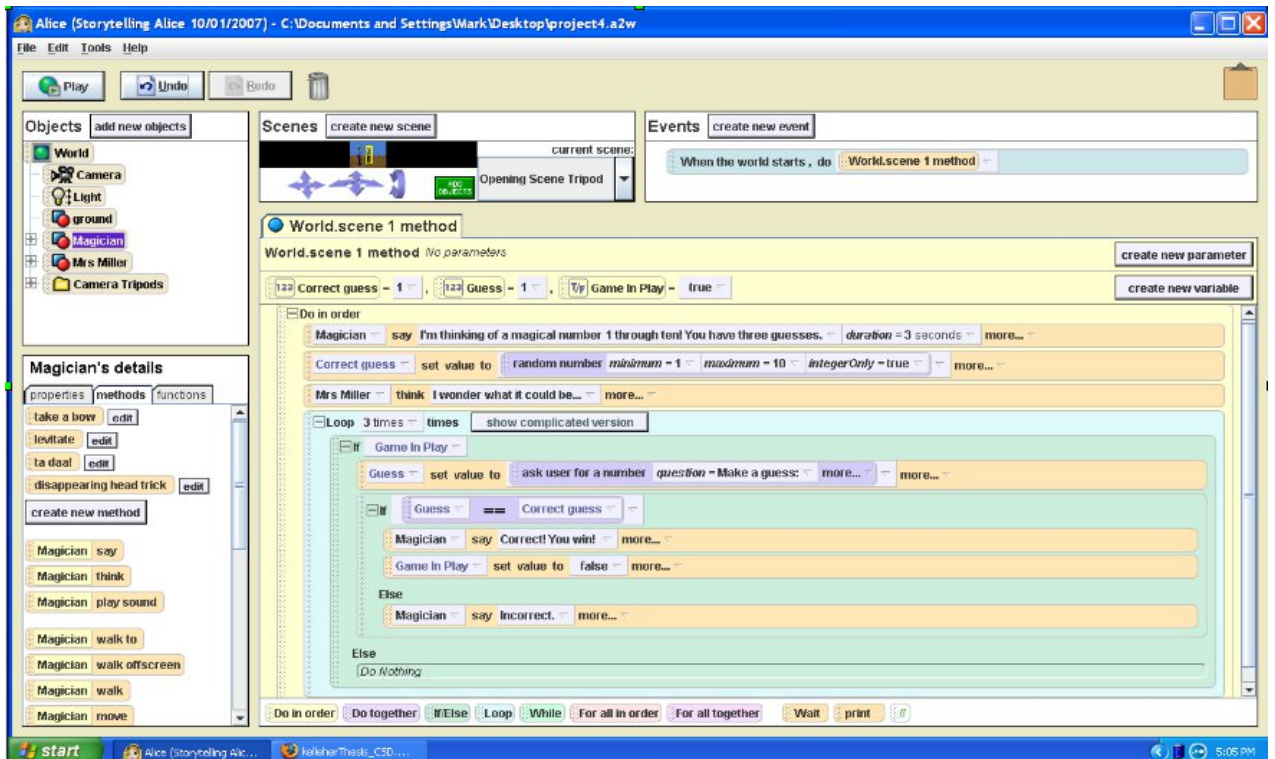 Alice (Storytelling Alice 10/01/2007) - C:\Documents and Settings\Mark\Desktop\project4.a2w
File Edit Tools Help
Play Undo Redo
Objects add new objects
World
Camera
Light
ground
Magician
Mrs Miller
Camera Tripods
Scenes create new scene
current scene:
Opening Scene Tripod
ADD OBJECTS
Events create new event
When the world starts, do World.scene 1 method
Magician's details
properties methods functions
take a bow edit
levitate edit
ta daa! edit
disappearing head trick edit
create new method
Magician say
Magician think
Magician play sound
Magician walk to
Magician walk offscreen
Magician walk
Magician move
World.scene 1 method
World.scene 1 method No parameters create new parameter
123 Correct guess = 1 , 123 Guess = 1 , T/F Game In Play = true create new variable
Do in order
Magician say I'm thinking of a magical number 1 through ten! You have three guesses. duration = 3 seconds more...
Correct guess set value to random number minimum = 1 maximum = 10 integerOnly = true more...
Mrs Miller think I wonder what it could be... more...
Loop 3 times times show complicated version
If Game In Play
Guess set value to ask user for a number question = Make a guess: more... more...
If Guess == Correct guess
Magician say Correct! You win! more...
Game In Play set value to false more...
Else
Magician say Incorrect. more...
Else
Do Nothing
Do in order Do together If/Else Loop While For all in order For all together Wait print //
start Alice (Storytelling Alic... kelleherThesis_CSD.... 5:05 PM